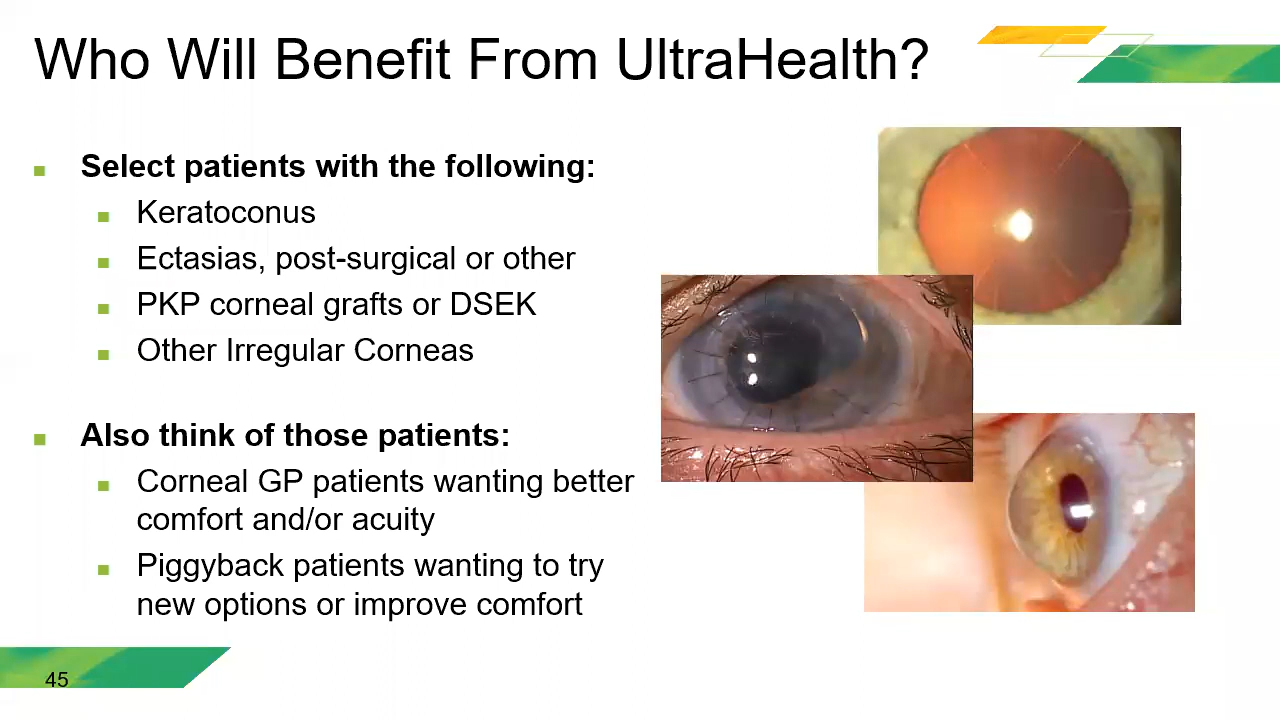 Who Will Benefit From UltraHealth?
Select patients with the following:
Keratoconus
Ectasias, post-surgical or other
PKP corneal grafts or DSEK
Other Irregular Corneas
Also think of those patients:
Corneal GP patients wanting better
comfort and/or acuity
Piggyback patients wanting to try
new options or improve comfort
45